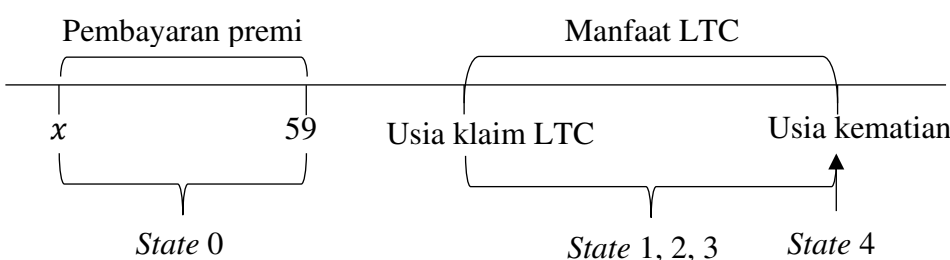 Pembayaran premi Manfaat LTC
x 59 Usia klaim LTC Usia kematian
State 0 State 1, 2, 3 State 4